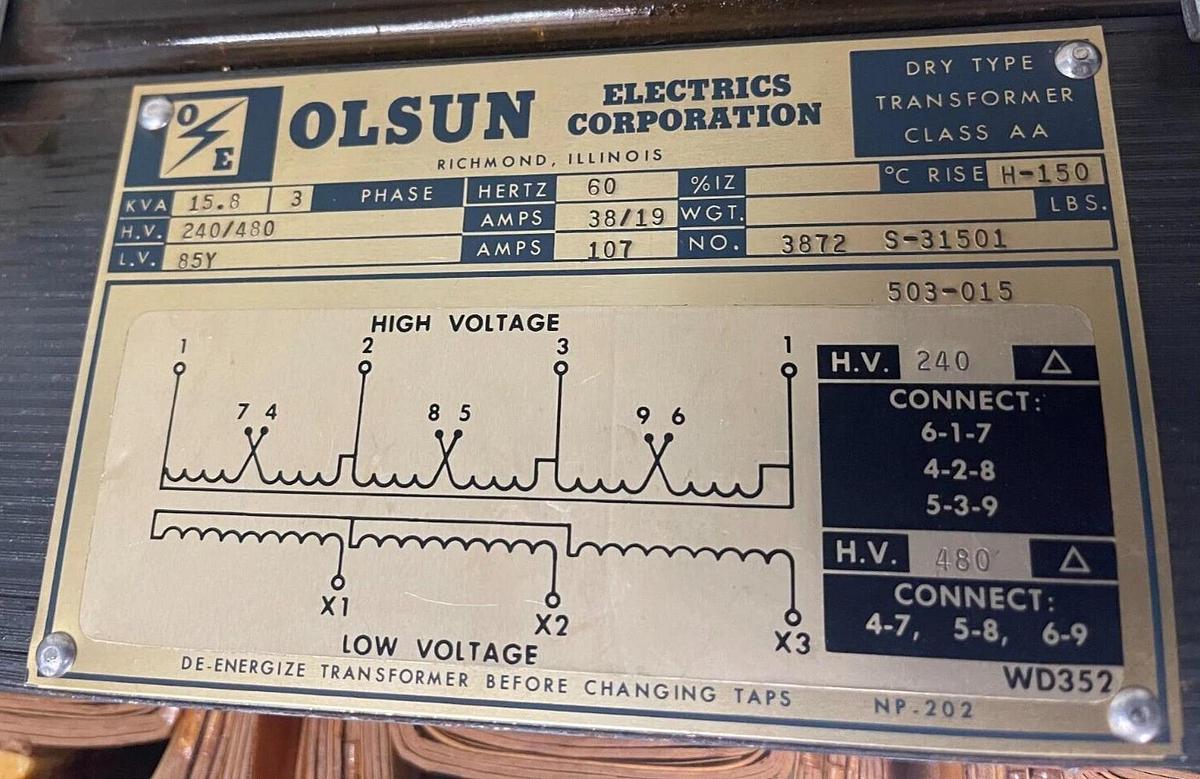 O E
OLSUN ELECTRICS CORPORATION
RICHMOND, ILLINOIS
DRY TYPE
TRANSFORMER
CLASS AA
KVA 15.8 3 PHASE HERTZ 60 %IZ °C RISE H-150
H.V. 240/480 AMPS 38/19 WGT. LBS.
L.V. 85Y AMPS 107 NO. 3872 S-31501
503-015
HIGH VOLTAGE
1 2 3 1
7 4 8 5 9 6
X1 X2 X3
LOW VOLTAGE
H.V. 240 Δ
CONNECT:
6-1-7
4-2-8
5-3-9
H.V. 480 Δ
CONNECT:
4-7, 5-8, 6-9
WD352
DE-ENERGIZE TRANSFORMER BEFORE CHANGING TAPS NP-202